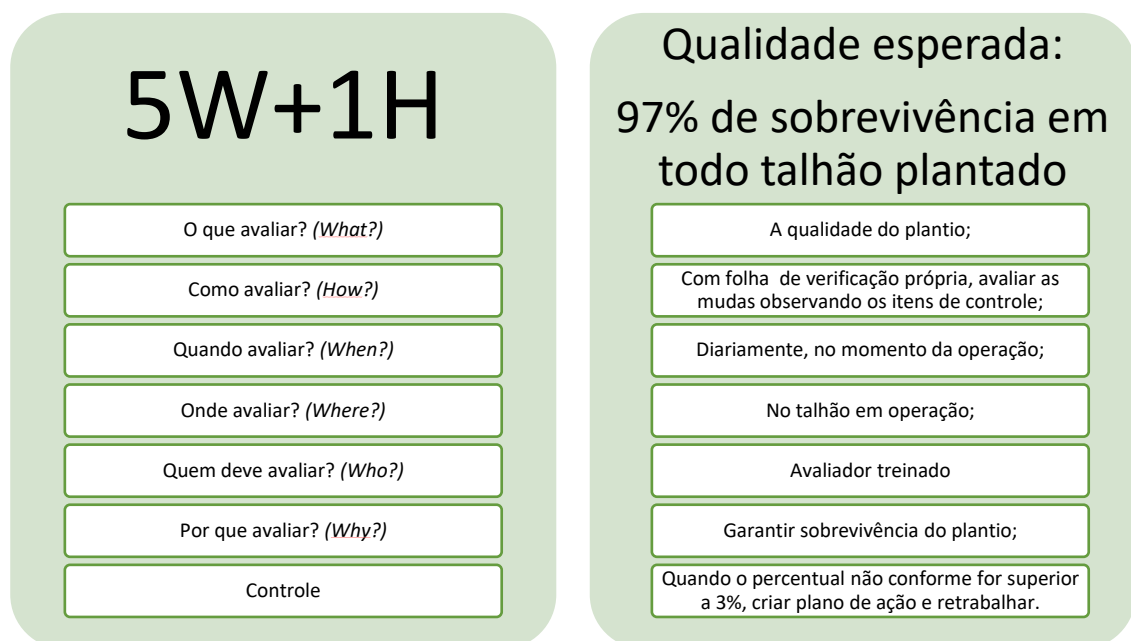 5W+1H
O que avaliar? (What?)
Como avaliar? (How?)
Quando avaliar? (When?)
Onde avaliar? (Where?)
Quem deve avaliar? (Who?)
Por que avaliar? (Why?)
Controle
Qualidade esperada:
97% de sobrevivência em
todo talhão plantado
A qualidade do plantio;
Com folha  de verificação própria, avaliar as
mudas observando os itens de controle;
Diariamente, no momento da operação;
No talhão em operação;
Avaliador treinado
Garantir sobrevivência do plantio;
Quando o percentual não conforme for superior
a 3%, criar plano de ação e retrabalhar.